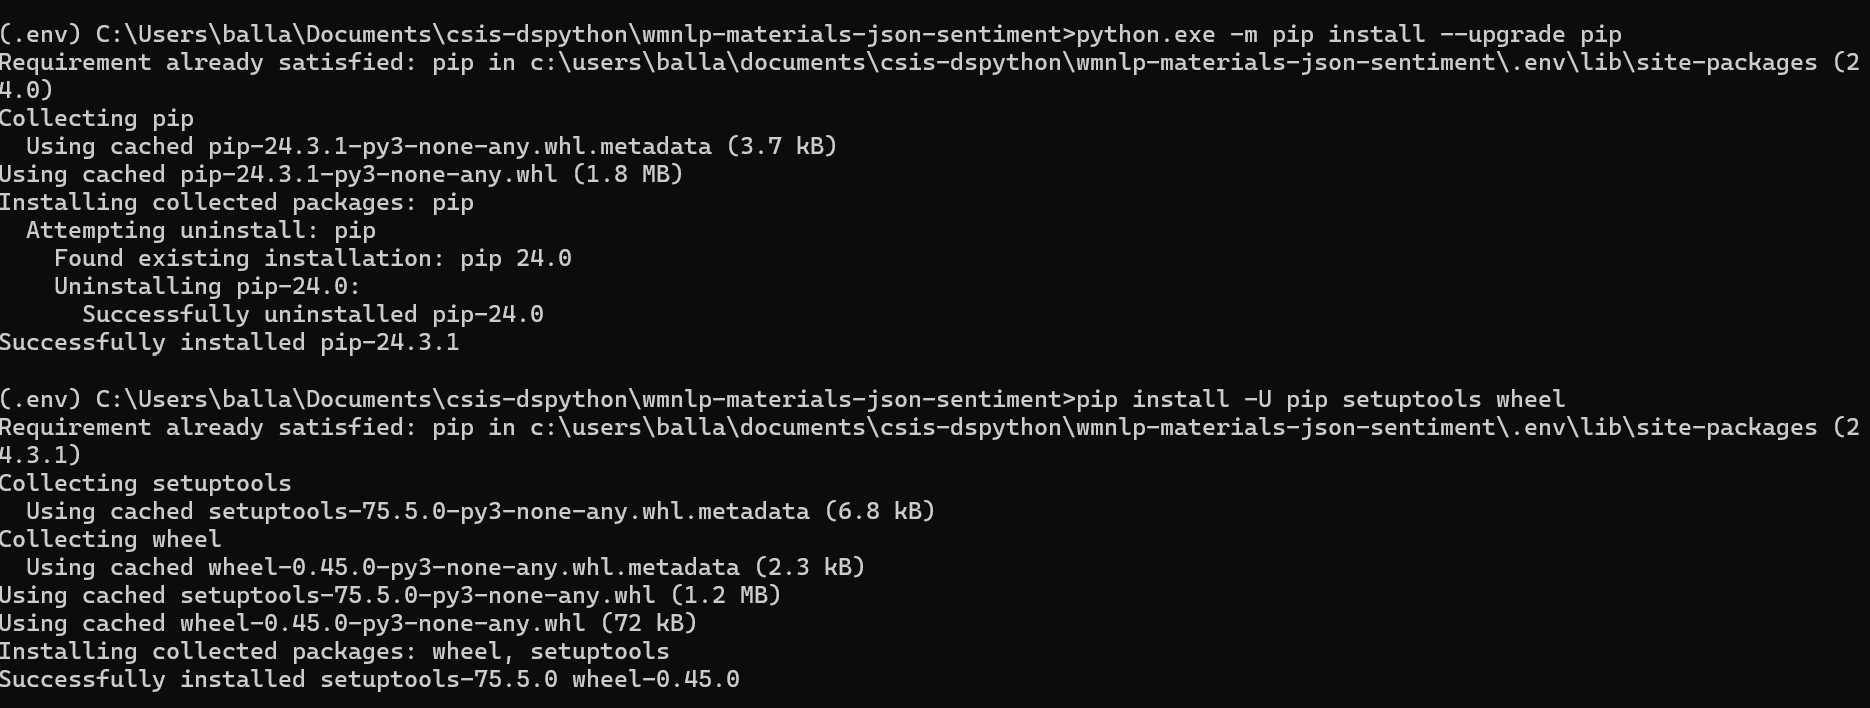 (.env) C:\Users\balla\Documents\csis-dspython\wmnlp-materials-json-sentiment>python.exe -m pip install --upgrade pip
Requirement already satisfied: pip in c:\users\balla\documents\csis-dspython\wmnlp-materials-json-sentiment\.env\lib\site-packages (2
4.0)
Collecting pip
  Using cached pip-24.3.1-py3-none-any.whl.metadata (3.7 kB)
Using cached pip-24.3.1-py3-none-any.whl (1.8 MB)
Installing collected packages: pip
  Attempting uninstall: pip
    Found existing installation: pip 24.0
    Uninstalling pip-24.0:
      Successfully uninstalled pip-24.0
Successfully installed pip-24.3.1
(.env) C:\Users\balla\Documents\csis-dspython\wmnlp-materials-json-sentiment>pip install -U pip setuptools wheel
Requirement already satisfied: pip in c:\users\balla\documents\csis-dspython\wmnlp-materials-json-sentiment\.env\lib\site-packages (2
4.3.1)
Collecting setuptools
  Using cached setuptools-75.5.0-py3-none-any.whl.metadata (6.8 kB)
Collecting wheel
  Using cached wheel-0.45.0-py3-none-any.whl.metadata (2.3 kB)
Using cached setuptools-75.5.0-py3-none-any.whl (1.2 MB)
Using cached wheel-0.45.0-py3-none-any.whl (72 kB)
Installing collected packages: wheel, setuptools
Successfully installed setuptools-75.5.0 wheel-0.45.0